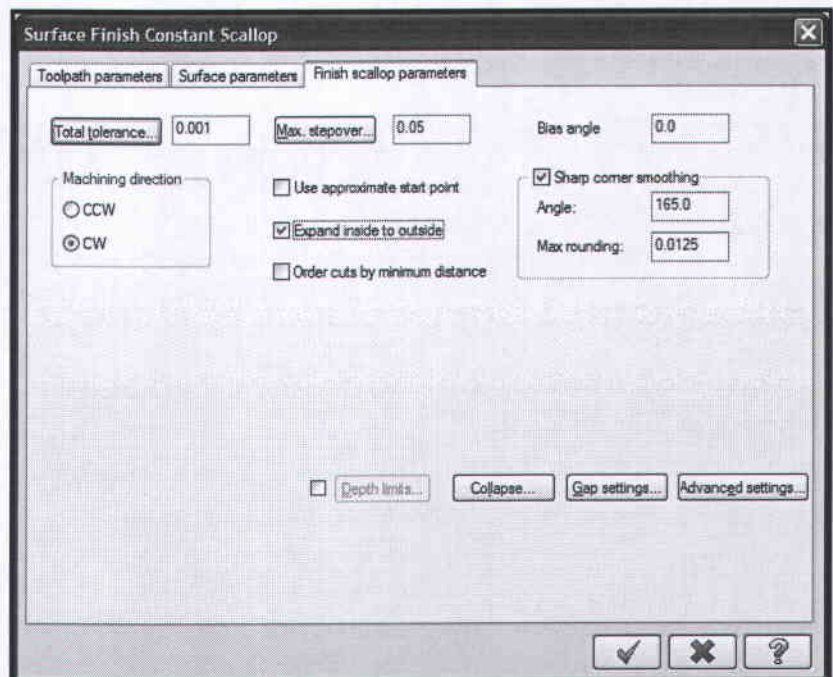 Surface Finish Constant Scallop
Toolpath parameters Surface parameters Finish scallop parameters
Total tolerance... 0.001 Max. stepover... 0.05 Bias angle 0.0
Machining direction
CCW
CW
Use approximate start point
Expand inside to outside
Order cuts by minimum distance
Sharp corner smoothing
Angle: 165.0
Max rounding: 0.0125
Depth limits... Collapse... Gap settings... Advanced settings...